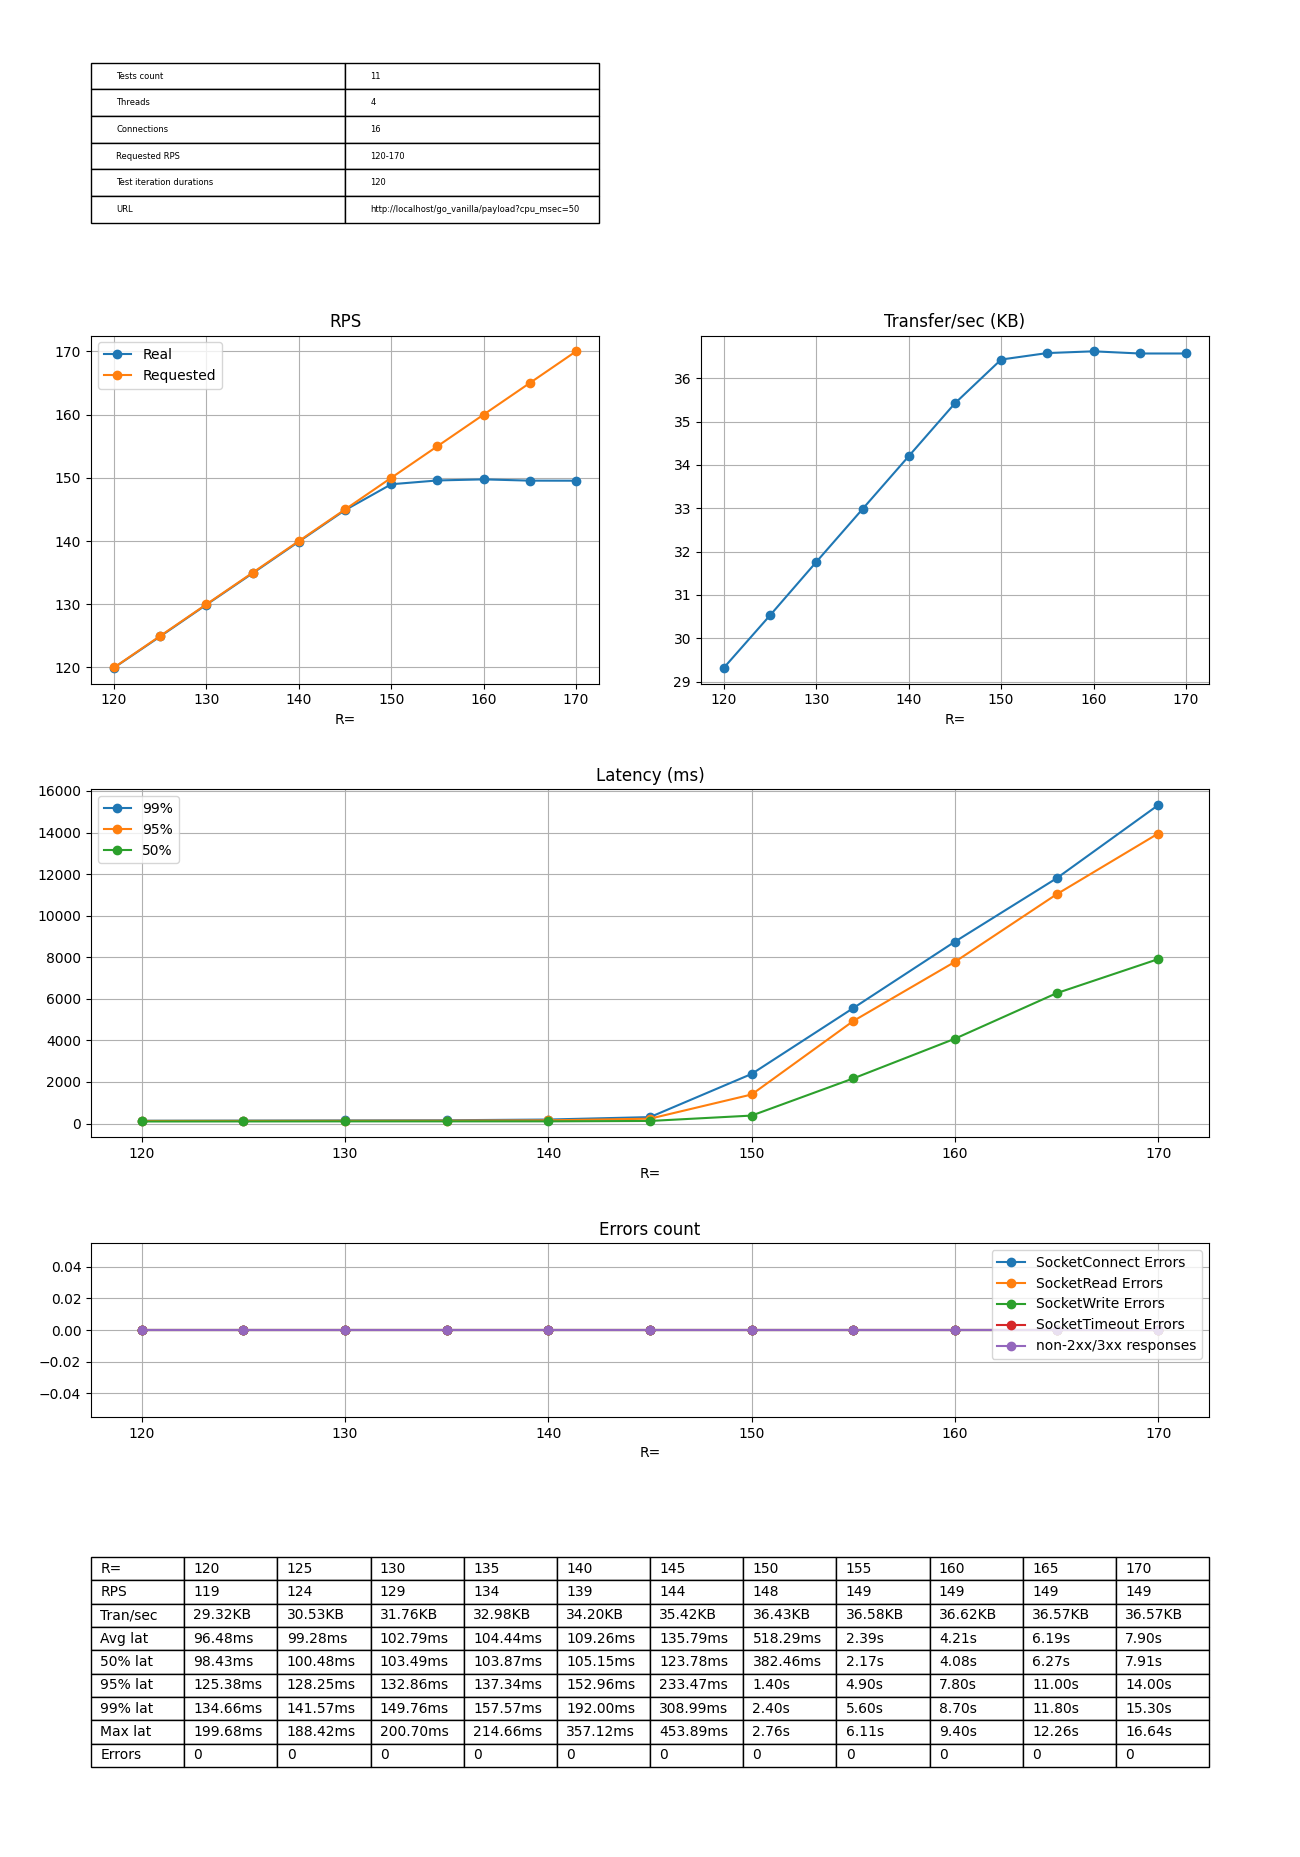 Tests count 11
Threads 4
Connections 16
Requested RPS 120-170
Test iteration durations 120
URL http://localhost/go_vanilla/payload?cpu_msec=50
RPS
Real
Requested
170
160
150
140
130
120
120 130 140 150 160 170
R=
Transfer/sec (KB)
36
35
34
33
32
31
30
29
120 130 140 150 160 170
R=
Latency (ms)
99%
95%
50%
16000
14000
12000
10000
8000
6000
4000
2000
0
120 130 140 150 160 170
R=
Errors count
SocketConnect Errors
SocketRead Errors
SocketWrite Errors
SocketTimeout Errors
non-2xx/3xx responses
0.04
0.02
0.00
−0.02
−0.04
120 130 140 150 160 170
R=
R= 120 125 130 135 140 145 150 155 160 165 170
RPS 119 124 129 134 139 144 148 149 149 149 149
Tran/sec 29.32KB 30.53KB 31.76KB 32.98KB 34.20KB 35.42KB 36.43KB 36.58KB 36.62KB 36.57KB 36.57KB
Avg lat 96.48ms 99.28ms 102.79ms 104.44ms 109.26ms 135.79ms 518.29ms 2.39s 4.21s 6.19s 7.90s
50% lat 98.43ms 100.48ms 103.49ms 103.87ms 105.15ms 123.78ms 382.46ms 2.17s 4.08s 6.27s 7.91s
95% lat 125.38ms 128.25ms 132.86ms 137.34ms 152.96ms 233.47ms 1.40s 4.90s 7.80s 11.00s 14.00s
99% lat 134.66ms 141.57ms 149.76ms 157.57ms 192.00ms 308.99ms 2.40s 5.60s 8.70s 11.80s 15.30s
Max lat 199.68ms 188.42ms 200.70ms 214.66ms 357.12ms 453.89ms 2.76s 6.11s 9.40s 12.26s 16.64s
Errors 0 0 0 0 0 0 0 0 0 0 0